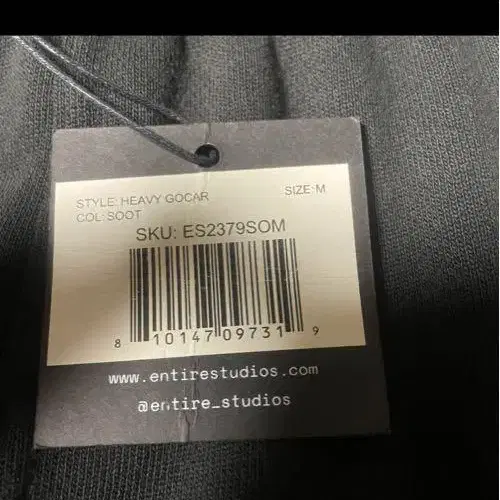 STYLE: HEAVY GOCAR SIZE: M
COL: SOOT
SKU: ES2379SOM
8 10147 09731 9
www.entirestudios.com
@entire_studios